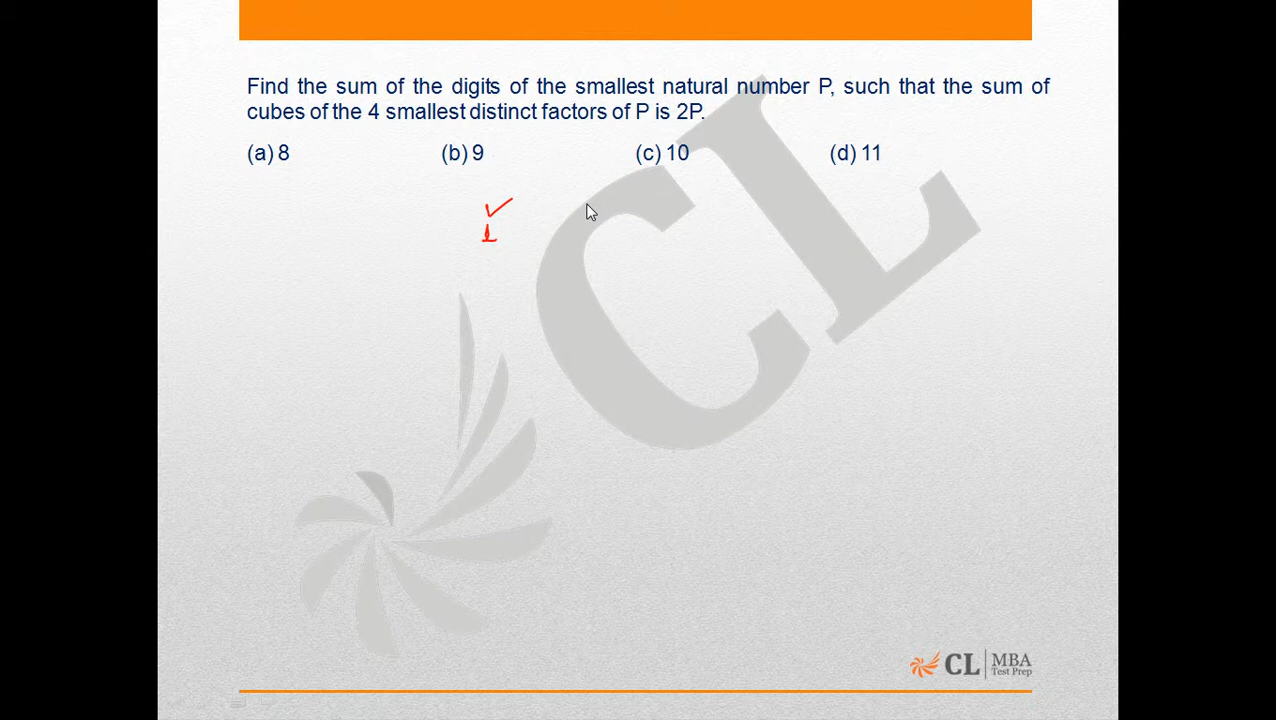 Find the sum of the digits of the smallest natural number P, such that the sum of
cubes of the 4 smallest distinct factors of P is 2P.
(a) 8 (b) 9 (c) 10 (d) 11
1
CL
CL MBA
Test Prep